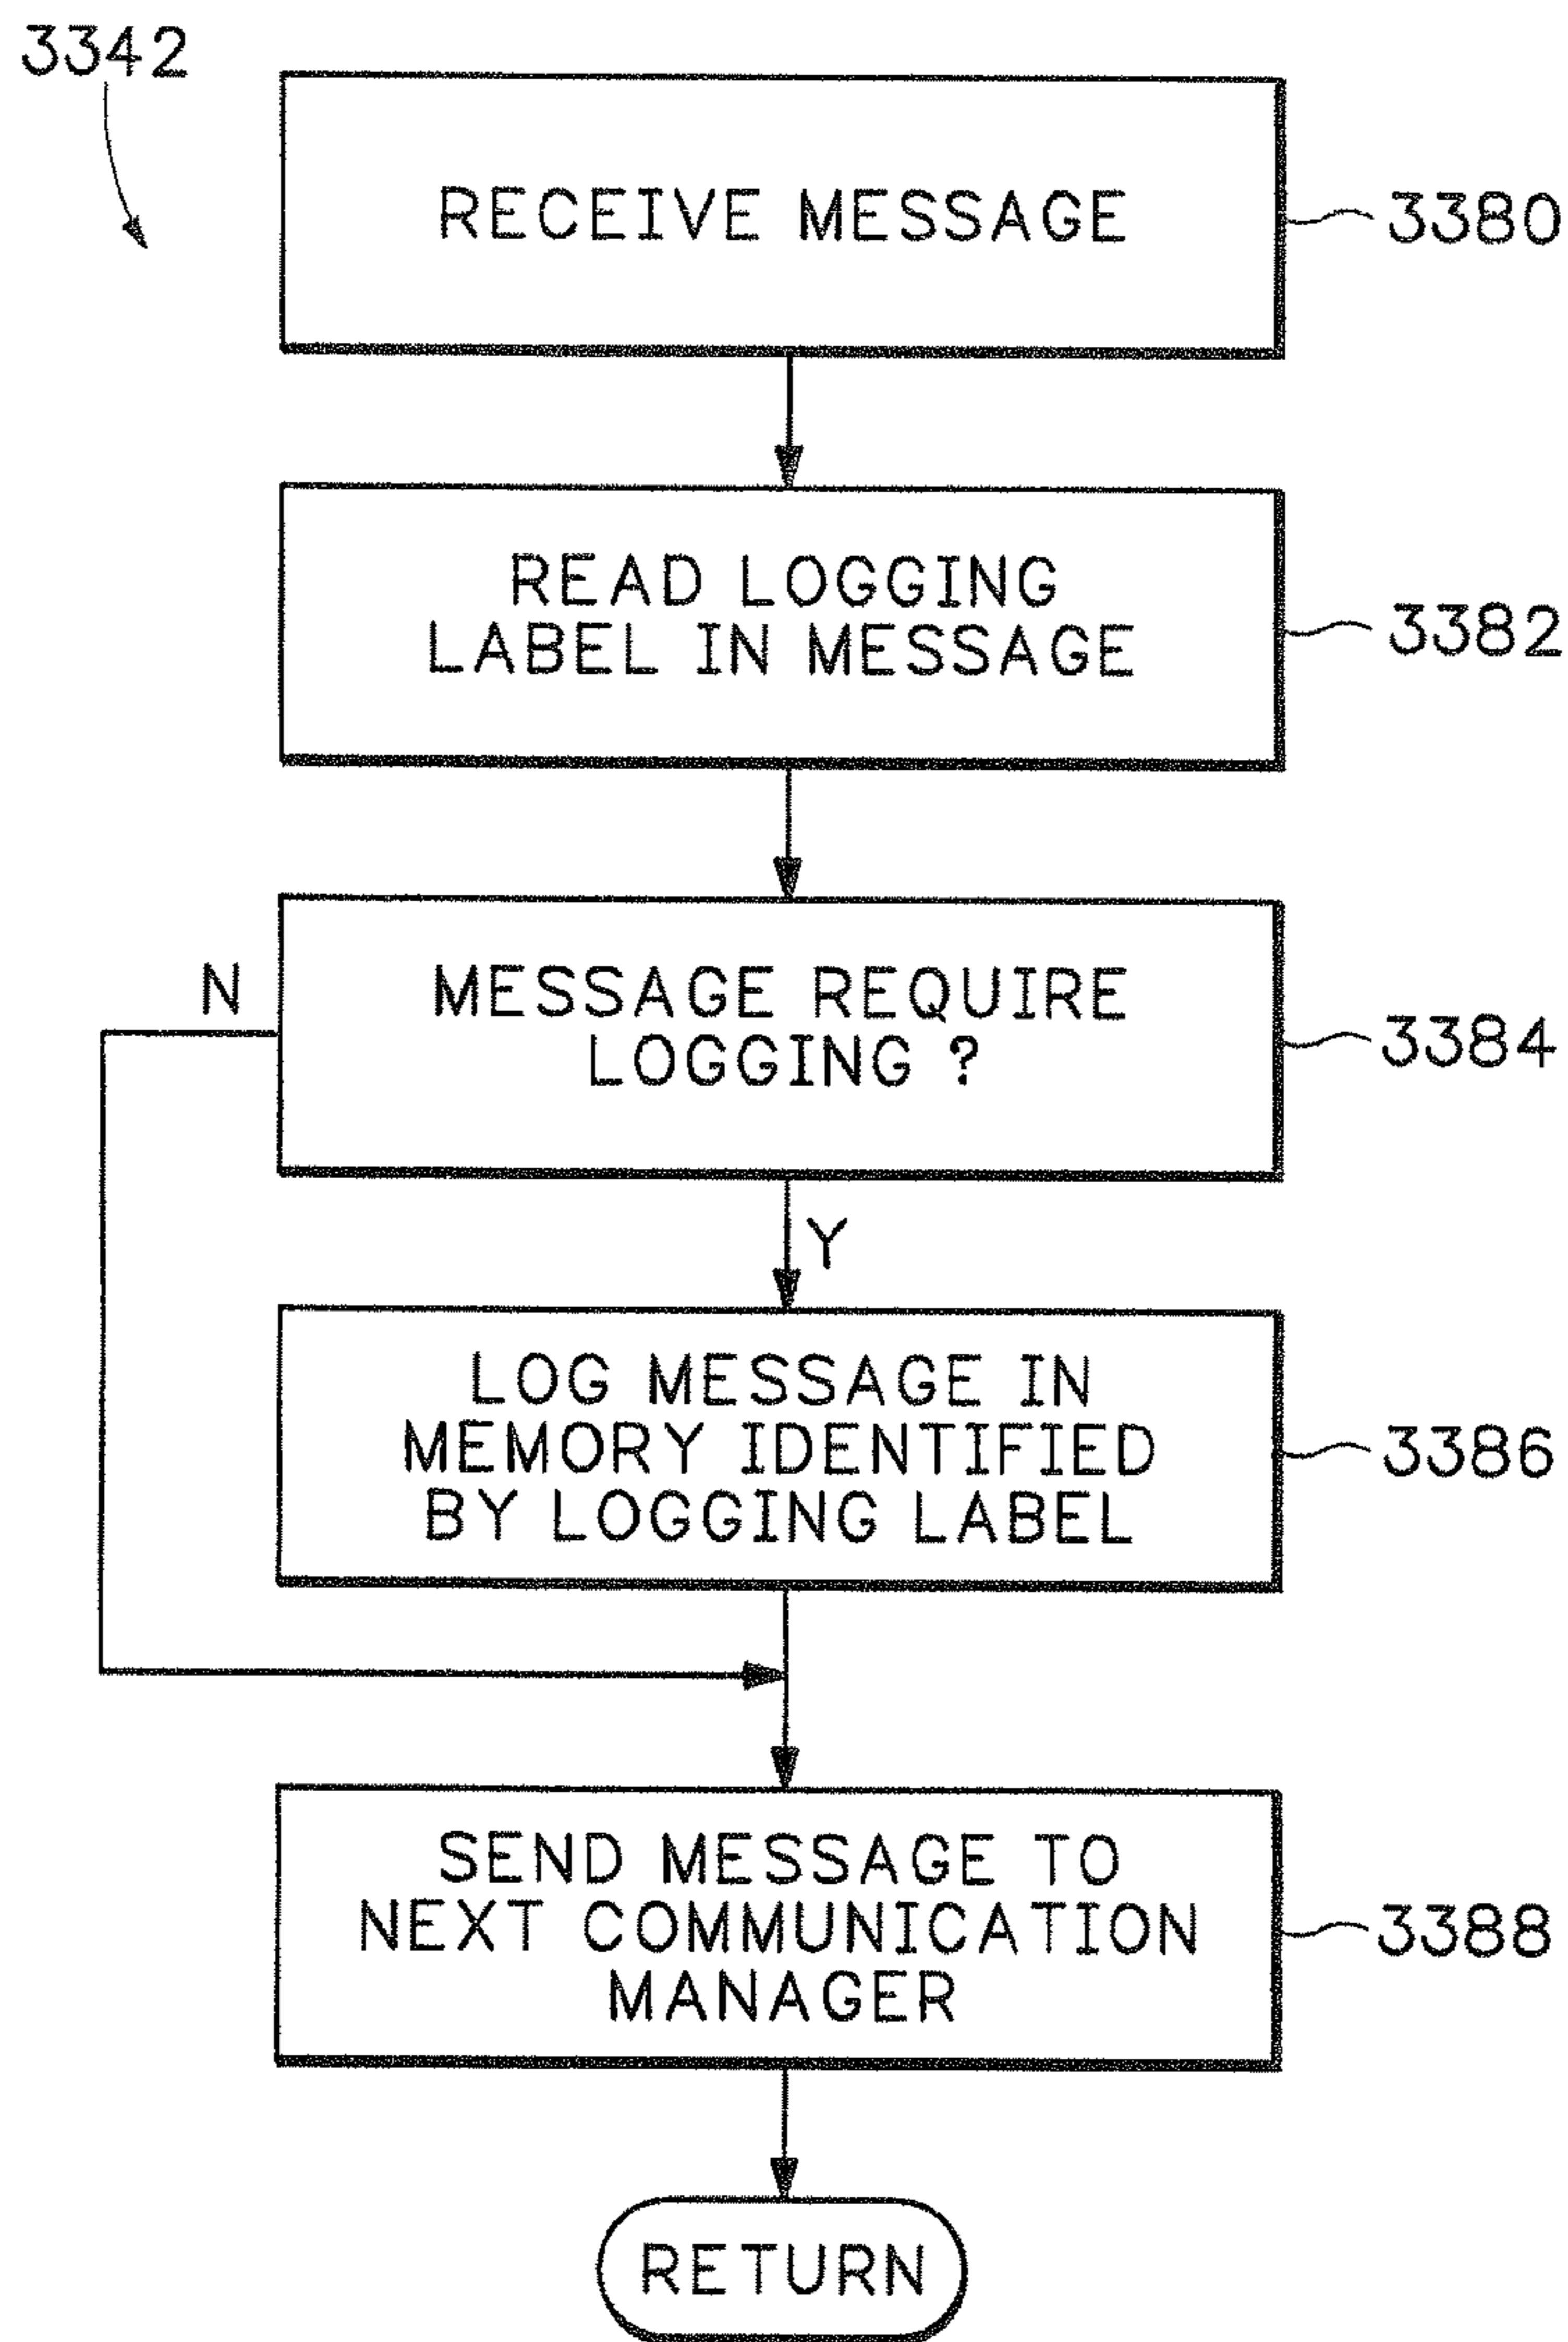 3342
RECEIVE MESSAGE
3380
READ LOGGING
LABEL IN MESSAGE
3382
N
MESSAGE REQUIRE
LOGGING ?
3384
Y
LOG MESSAGE IN
MEMORY IDENTIFIED
BY LOGGING LABEL
3386
SEND MESSAGE TO
NEXT COMMUNICATION
MANAGER
3388
RETURN